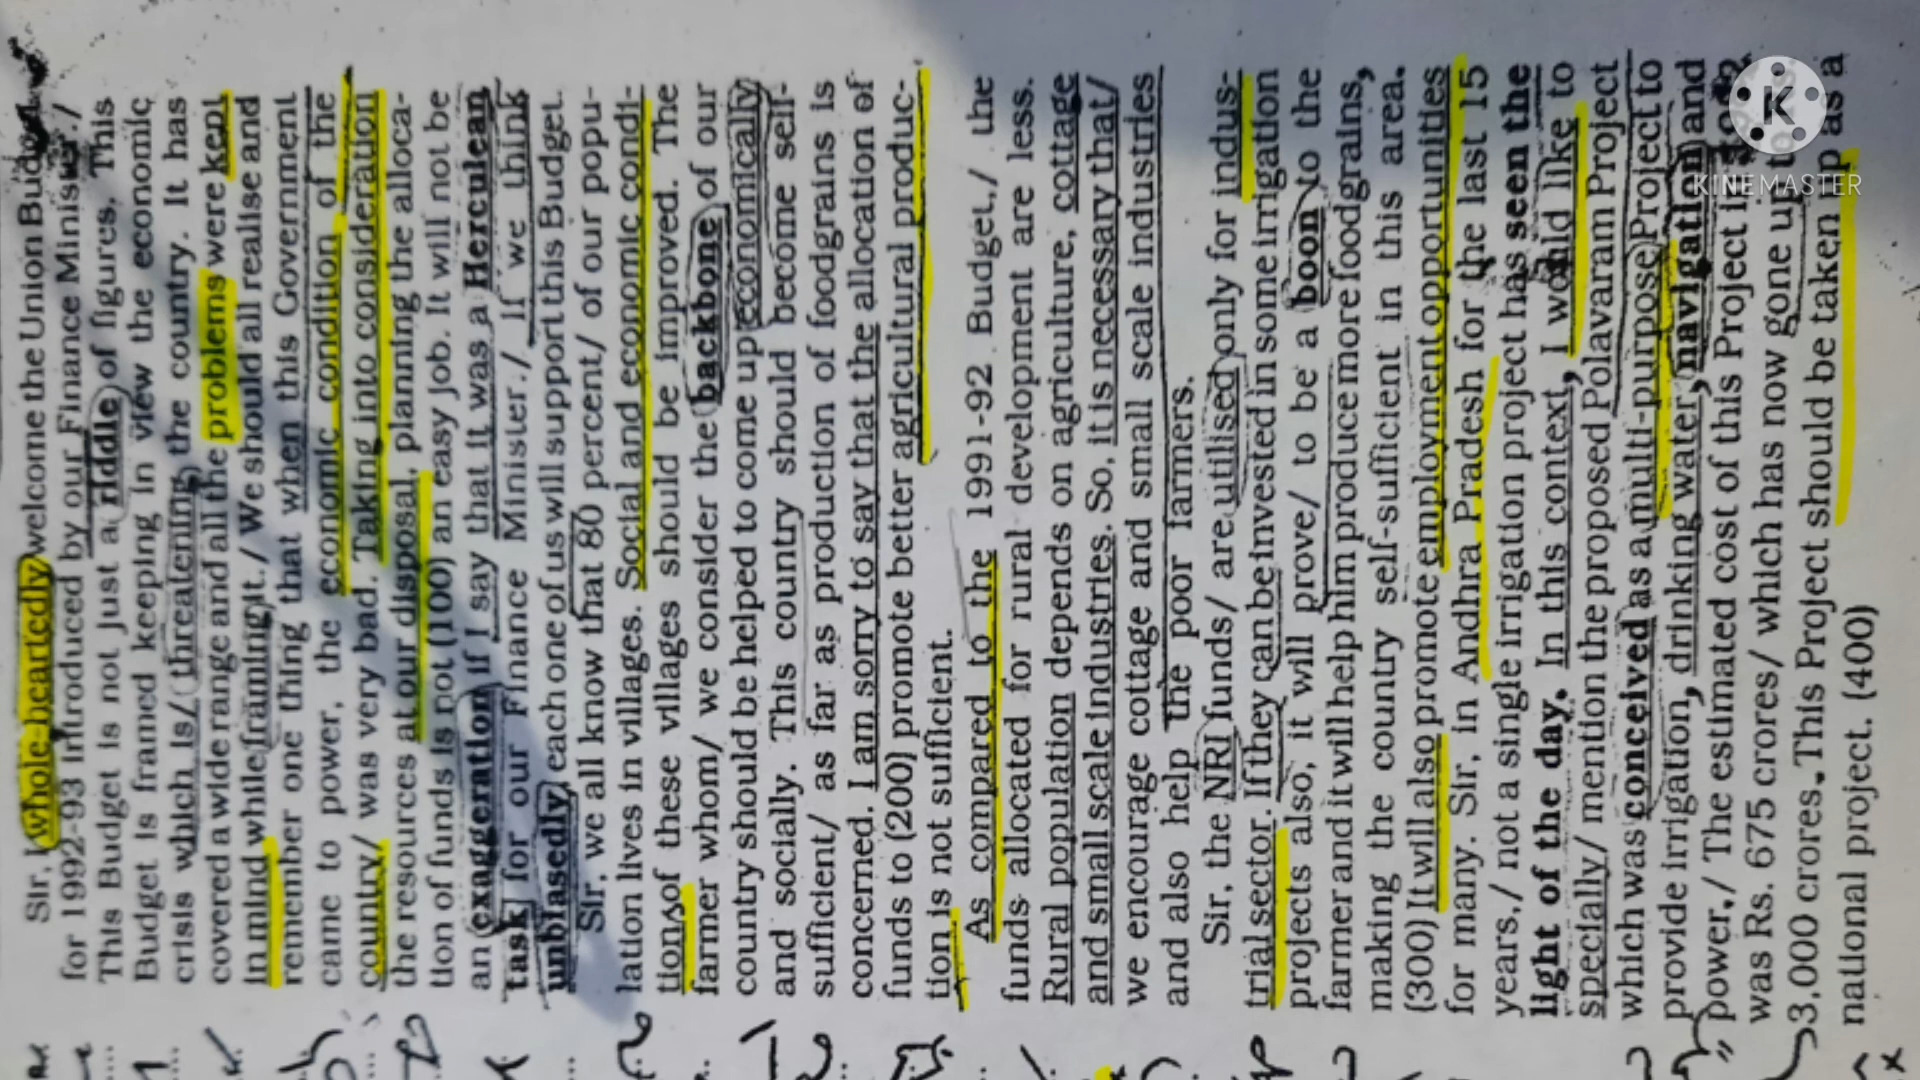 Sir, I whole-heartedly welcome the Union Budget
for 1992-93 introduced by our Finance Minister./
This Budget is not just a riddle of figures. This
Budget is framed keeping in view the economic
crisis which is/ threatening the country. It has
covered a wide range and all the problems were kept
in mind while framing it./ We should all realise and
remember one thing that when this Government
came to power, the economic condition of the
country/ was very bad. Taking into consideration
the resources at our disposal, planning the alloca-
tion of funds is not (100) an easy job. It will not be
an exaggeration if I say that it was a Herculean
task for our Finance Minister./ If we think
unbiasedly, each one of us will support this Budget.
Sir, we all know that 80 percent/ of our popu-
lation lives in villages. Social and economic condi-
tions of these villages should be improved. The
farmer whom/ we consider the backbone of our
country should be helped to come up economically
and socially. This country should become self-
sufficient/ as far as production of foodgrains is
concerned. I am sorry to say that the allocation of
funds to (200) promote better agricultural produc-
tion is not sufficient.
As compared to the 1991-92 Budget,/ the
funds allocated for rural development are less.
Rural population depends on agriculture, cottage
and small scale industries. So, it is necessary that/
we encourage cottage and small scale industries
and also help the poor farmers.
Sir, the NRI funds/ are utilised only for indus-
trial sector. If they can be invested in some irrigation
projects also, it will prove/ to be a boon to the
farmer and it will help him produce more foodgrains,
making the country self-sufficient in this area.
(300) It will also promote employment opportunities
for many. Sir, in Andhra Pradesh for the last 15
years,/ not a single irrigation project has seen the
light of the day. In this context, I would like to
specially/ mention the proposed Polavaram Project
which was conceived as a multi-purpose Project to
provide irrigation, drinking water, navigation and
power./ The estimated cost of this Project in
was Rs. 675 crores/ which has now gone up to
3,000 crores. This Project should be taken up as a
national project. (400)
KINEMASTER